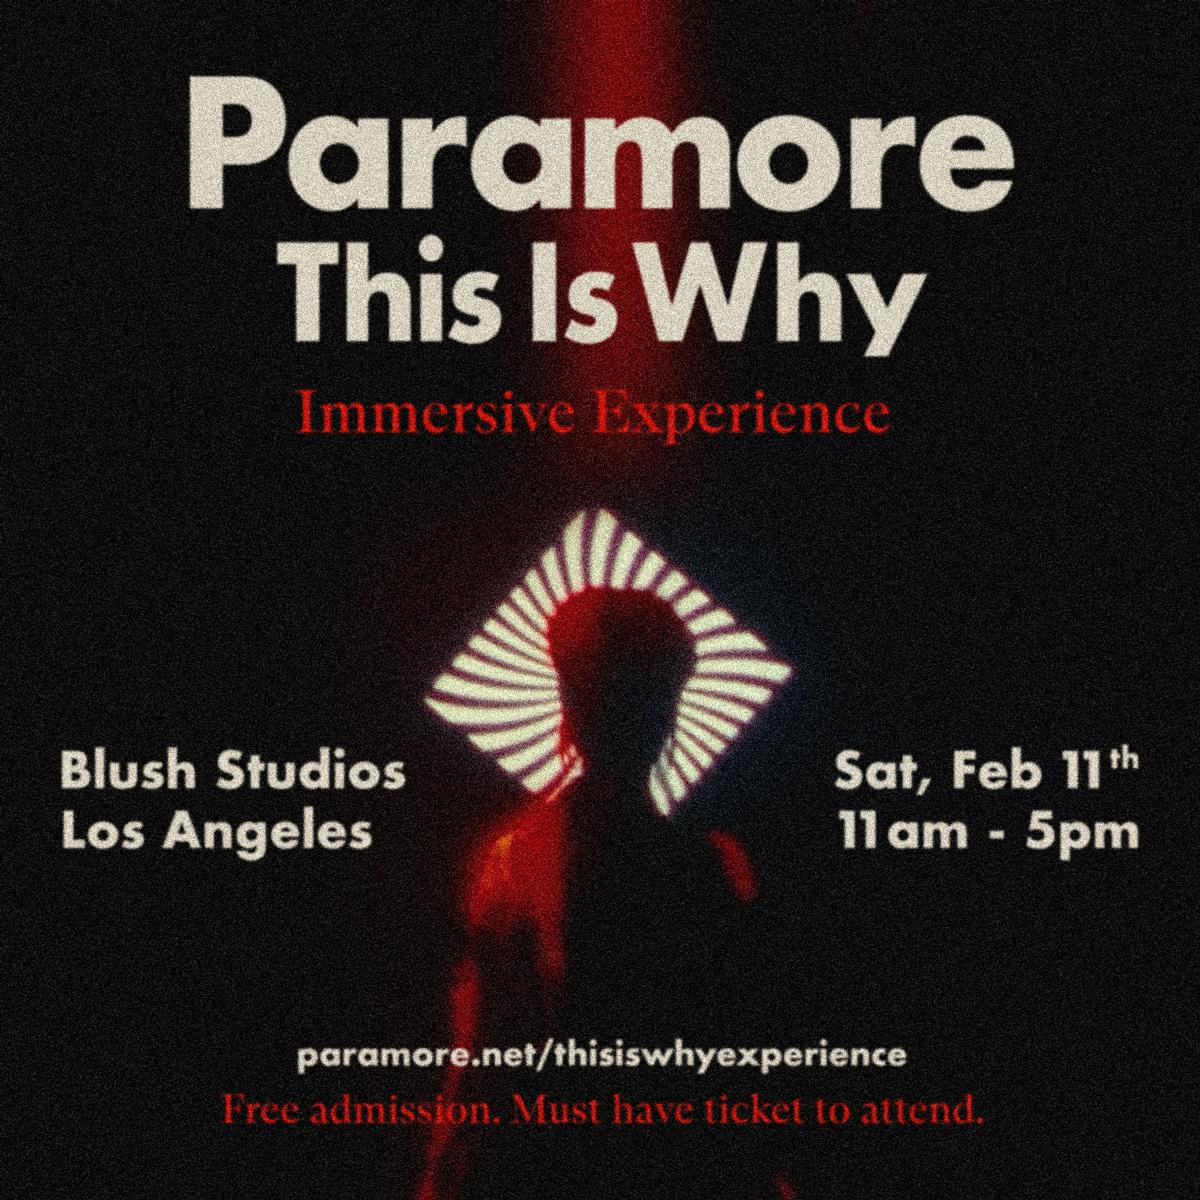 Paramore
This Is Why
Immersive Experience
Blush Studios
Los Angeles
Sat, Feb 11th
11am - 5pm
paramore.net/thisiswhyexperience
Free admission. Must have ticket to attend.